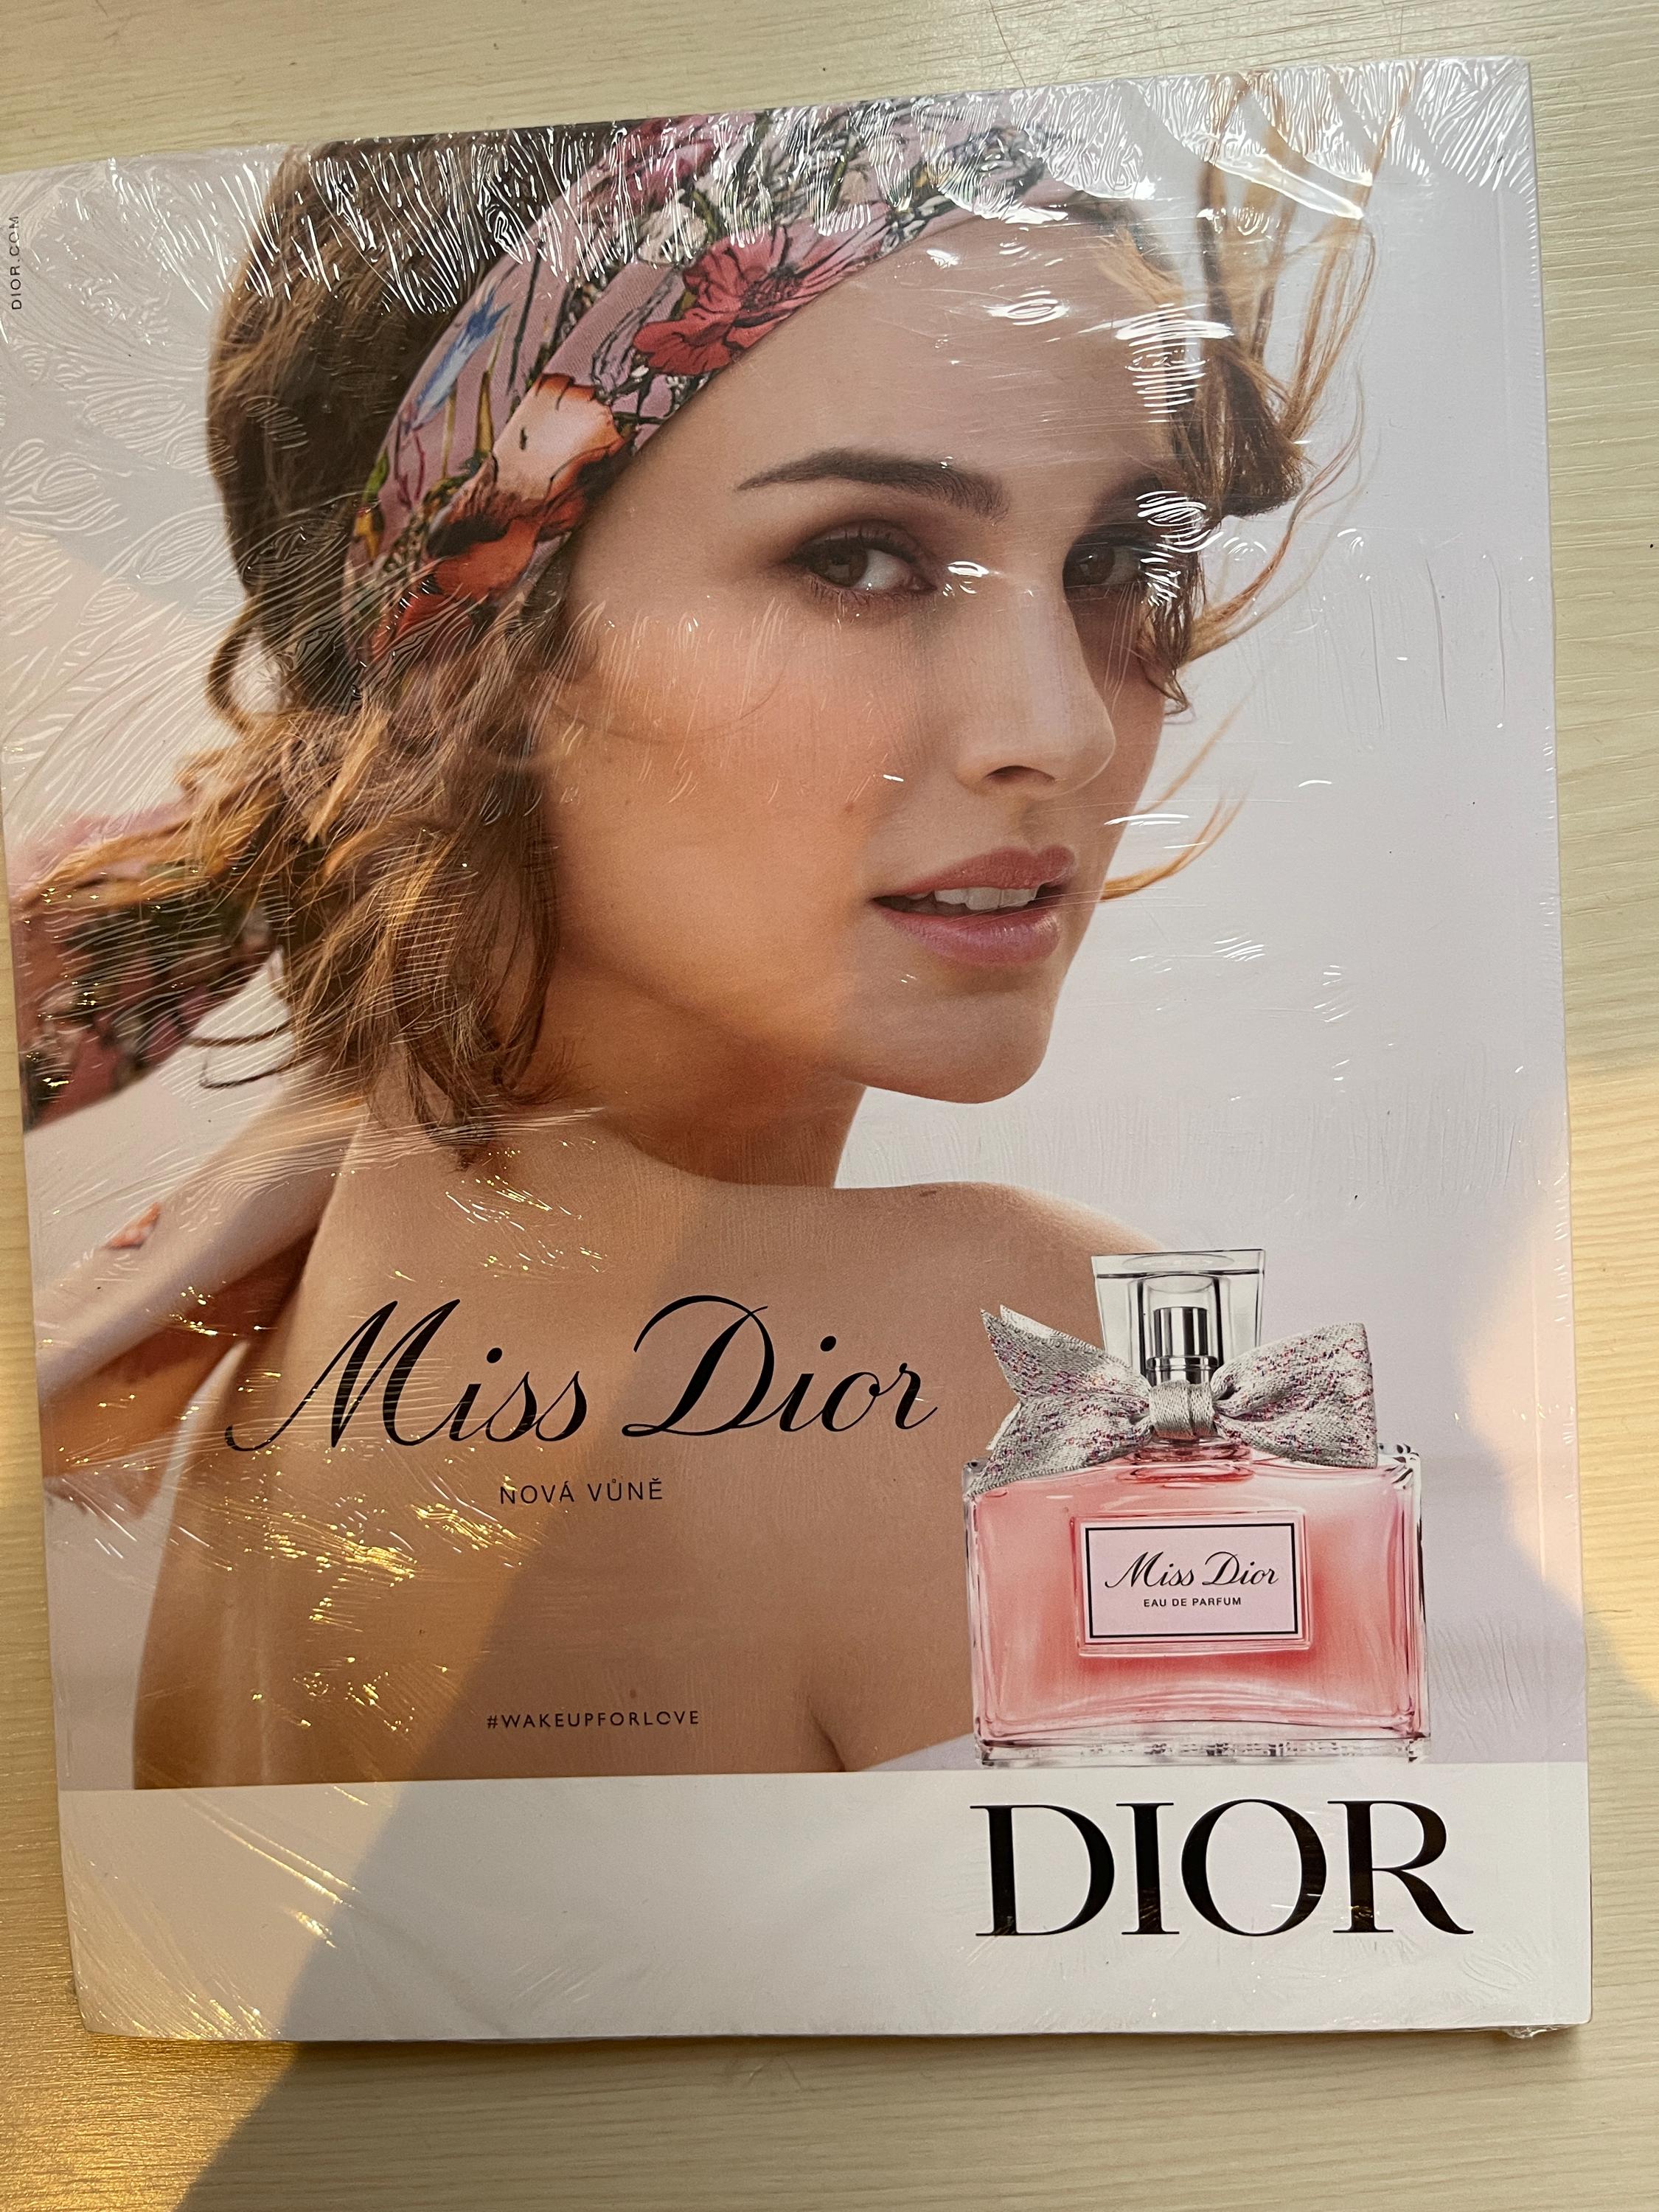 DIOR.COM
Miss Dior
NOVÁ VŮNĚ
Miss Dior
EAU DE PARFUM
#WAKEUPFORLOVE
DIOR